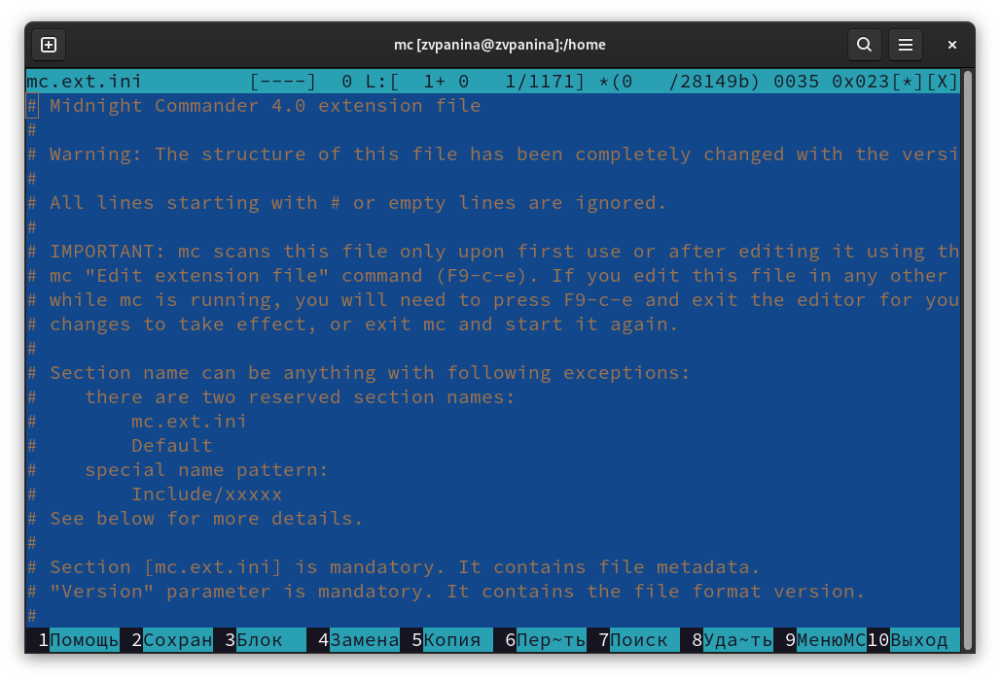 mc [zvpanina@zvpanina]:/home
mc.ext.ini [----] 0 L:[ 1+ 0 1/1171] *(0 /28149b) 0035 0x023[*][X]
# Midnight Commander 4.0 extension file
#
# Warning: The structure of this file has been completely changed with the versi
#
# All lines starting with # or empty lines are ignored.
#
# IMPORTANT: mc scans this file only upon first use or after editing it using th
# mc "Edit extension file" command (F9-c-e). If you edit this file in any other
# while mc is running, you will need to press F9-c-e and exit the editor for you
# changes to take effect, or exit mc and start it again.
#
# Section name can be anything with following exceptions:
#    there are two reserved section names:
#        mc.ext.ini
#        Default
#    special name pattern:
#        Include/xxxxx
# See below for more details.
#
# Section [mc.ext.ini] is mandatory. It contains file metadata.
# "Version" parameter is mandatory. It contains the file format version.
#
1Помощь 2Сохран 3Блок 4Замена 5Копия 6Пер~ть 7Поиск 8Уда~ть 9МенюMC 10Выход